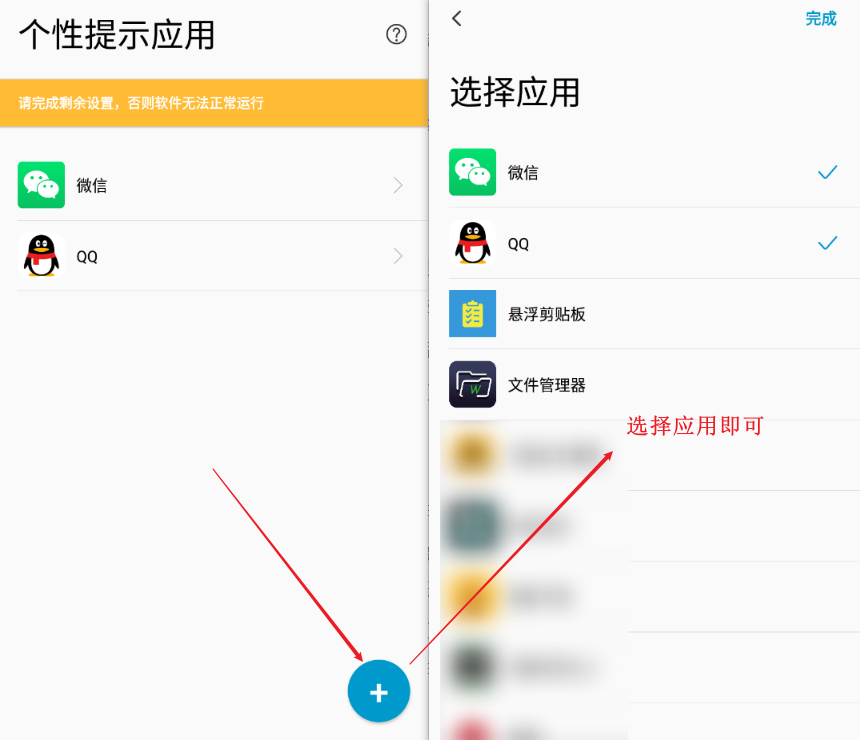 个性提示应用
请完成剩余设置，否则软件无法正常运行
微信
QQ
完成
选择应用
微信
QQ
悬浮剪贴板
文件管理器
选择应用即可